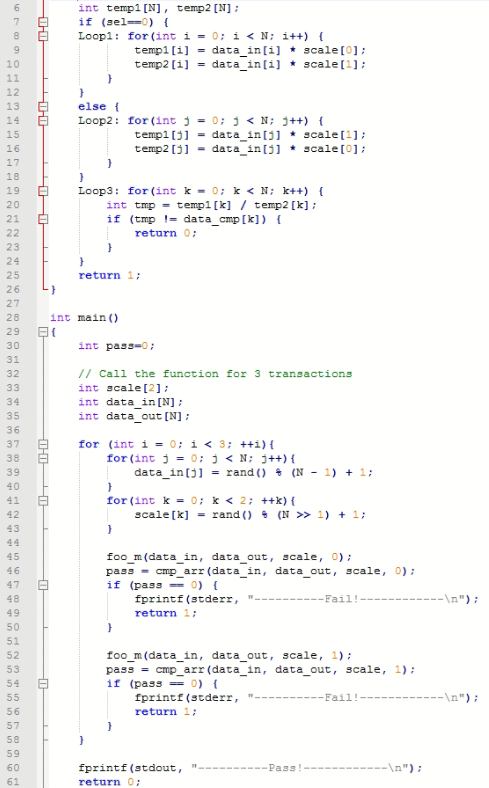 6 int temp1[N], temp2[N];
7 if (sel==0) {
8 Loop1: for(int i = 0; i < N; i++) {
9 temp1[i] = data_in[i] * scale[0];
10 temp2[i] = data_in[i] * scale[1];
11 }
12 }
13 else {
14 Loop2: for(int j = 0; j < N; j++) {
15 temp1[j] = data_in[j] * scale[1];
16 temp2[j] = data_in[j] * scale[0];
17 }
18 }
19 Loop3: for(int k = 0; k < N; k++) {
20 int tmp = temp1[k] / temp2[k];
21 if (tmp != data_cmp[k]) {
22 return 0;
23 }
24 }
25 return 1;
26 }
27
28 int main()
29 {
30 int pass=0;
31
32 // Call the function for 3 transactions
33 int scale[2];
34 int data_in[N];
35 int data_out[N];
36
37 for (int i = 0; i < 3; ++i){
38 for(int j = 0; j < N; j++){
39 data_in[j] = rand() % (N - 1) + 1;
40 }
41 for(int k = 0; k < 2; ++k){
42 scale[k] = rand() % (N >> 1) + 1;
43 }
44
45 foo_m(data_in, data_out, scale, 0);
46 pass = cmp_arr(data_in, data_out, scale, 0);
47 if (pass == 0) {
48 fprintf(stderr, "----------Fail!------------\n");
49 return 1;
50 }
51
52 foo_m(data_in, data_out, scale, 1);
53 pass = cmp_arr(data_in, data_out, scale, 1);
54 if (pass == 0) {
55 fprintf(stderr, "----------Fail!------------\n");
56 return 1;
57 }
58 }
59
60 fprintf(stdout, "----------Pass!------------\n");
61 return 0;